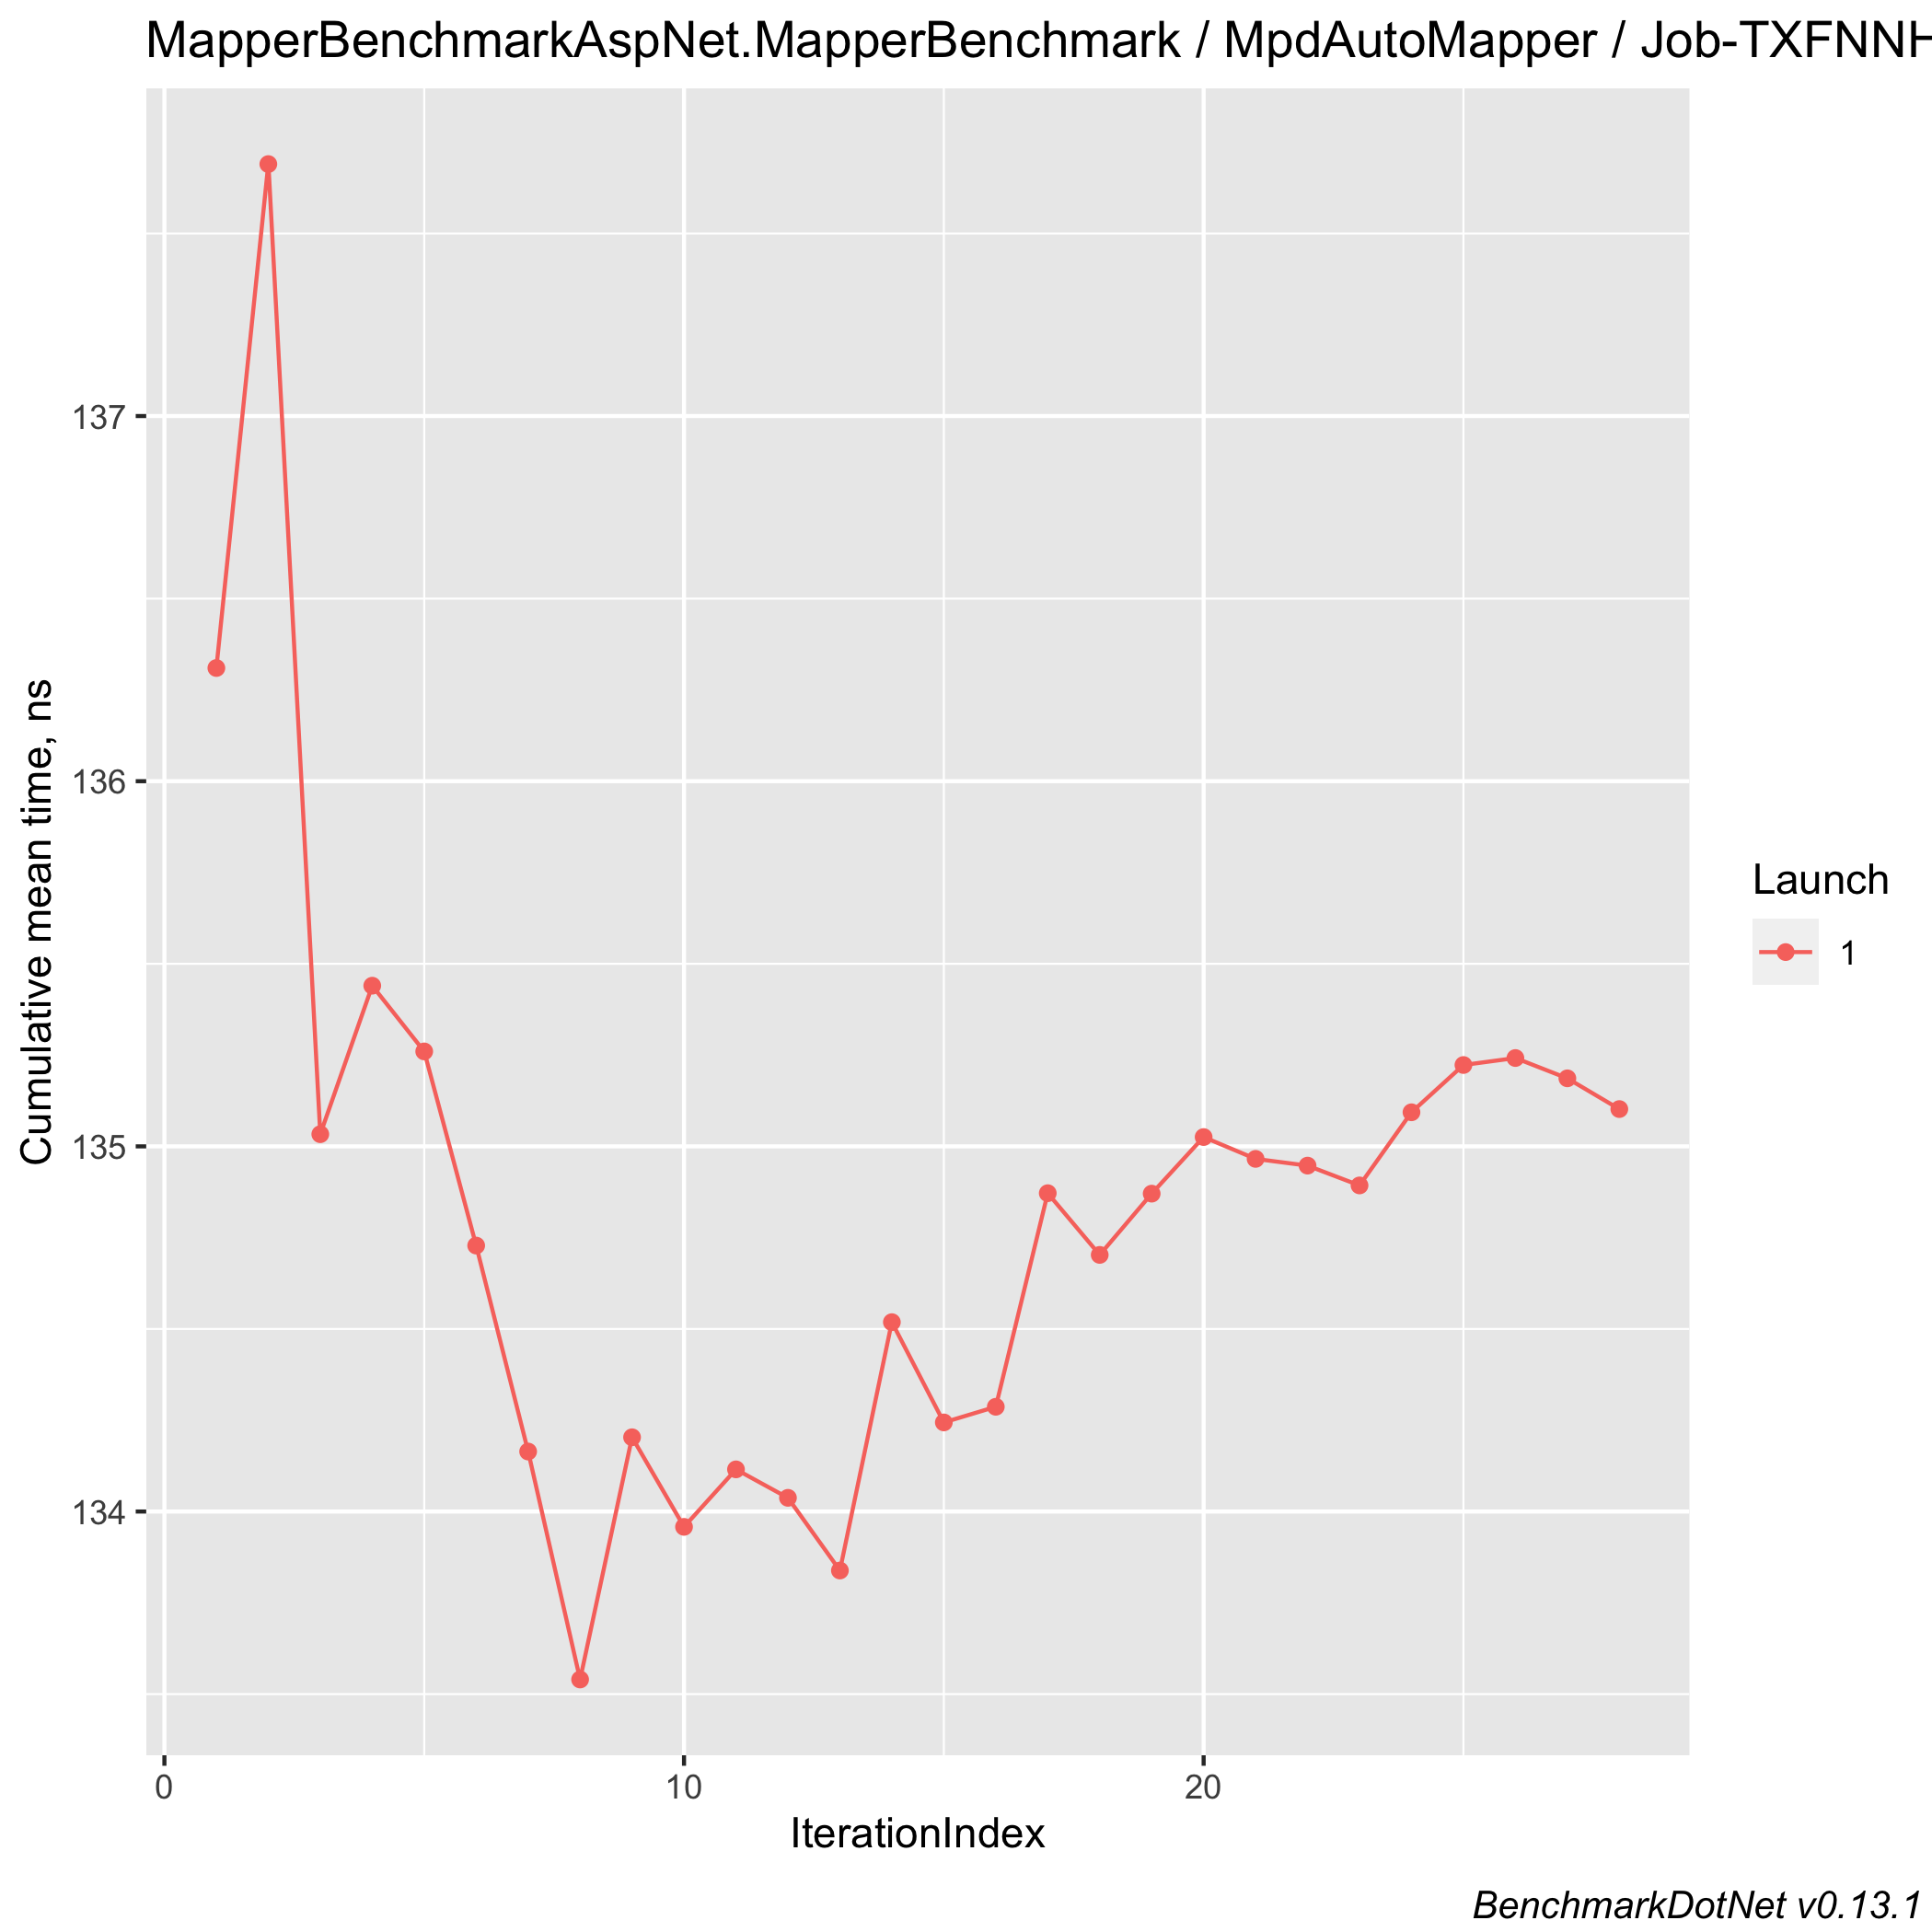 MapperBenchmarkAspNet.MapperBenchmark / MpdAutoMapper / Job-TXFNNH
Cumulative mean time, ns
137
136
135
134
0 10 20
IterationIndex
Launch
1
BenchmarkDotNet v0.13.1